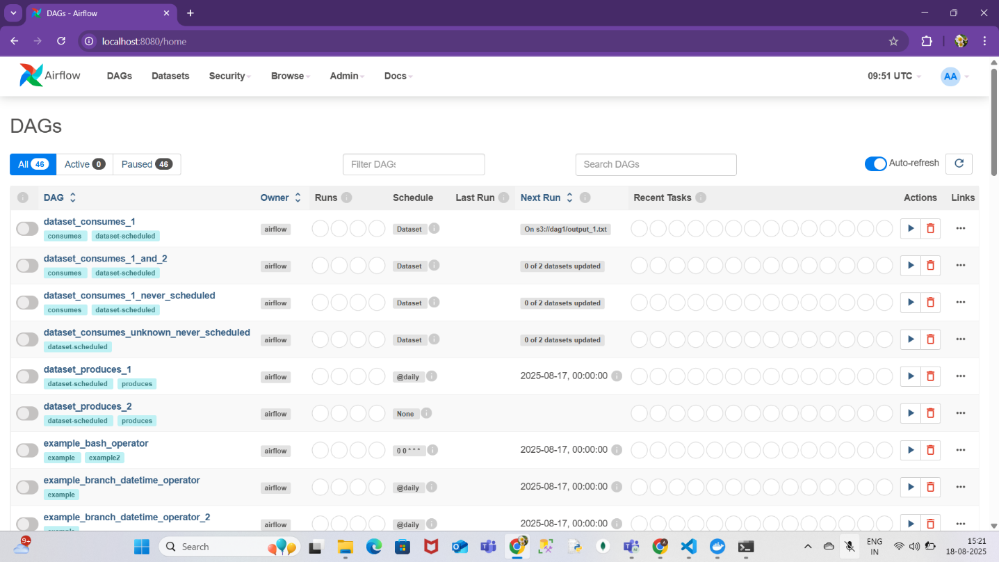 DAGs - Airflow
localhost:8080/home
Airflow DAGs Datasets Security Browse Admin Docs 09:51 UTC AA
DAGs
All 46 Active 0 Paused 46 Filter DAGs Search DAGs Auto-refresh
DAG Owner Runs Schedule Last Run Next Run Recent Tasks Actions Links
dataset_consumes_1
consumes dataset-scheduled airflow Dataset On s3://dag1/output_1.txt
dataset_consumes_1_and_2
consumes dataset-scheduled airflow Dataset 0 of 2 datasets updated
dataset_consumes_1_never_scheduled
consumes dataset-scheduled airflow Dataset 0 of 2 datasets updated
dataset_consumes_unknown_never_scheduled
dataset-scheduled airflow Dataset 0 of 2 datasets updated
dataset_produces_1
dataset-scheduled produces airflow @daily 2025-08-17, 00:00:00
dataset_produces_2
dataset-scheduled produces airflow None
example_bash_operator
example example2 airflow 0 0 * * * 2025-08-17, 00:00:00
example_branch_datetime_operator
example airflow @daily 2025-08-17, 00:00:00
example_branch_datetime_operator_2
example airflow @daily 2025-08-17, 00:00:00
9+ Search ENG 15:21
IN 18-08-2025